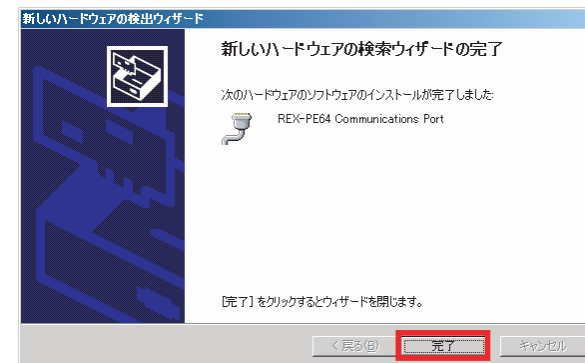 新しいハードウェアの検出ウィザード
新しいハードウェアの検索ウィザードの完了
次のハードウェアのソフトウェアのインストールが完了しました:
REX-PE64 Communications Port
[完了] をクリックするとウィザードを閉じます。
< 戻る(B) 完了 キャンセル